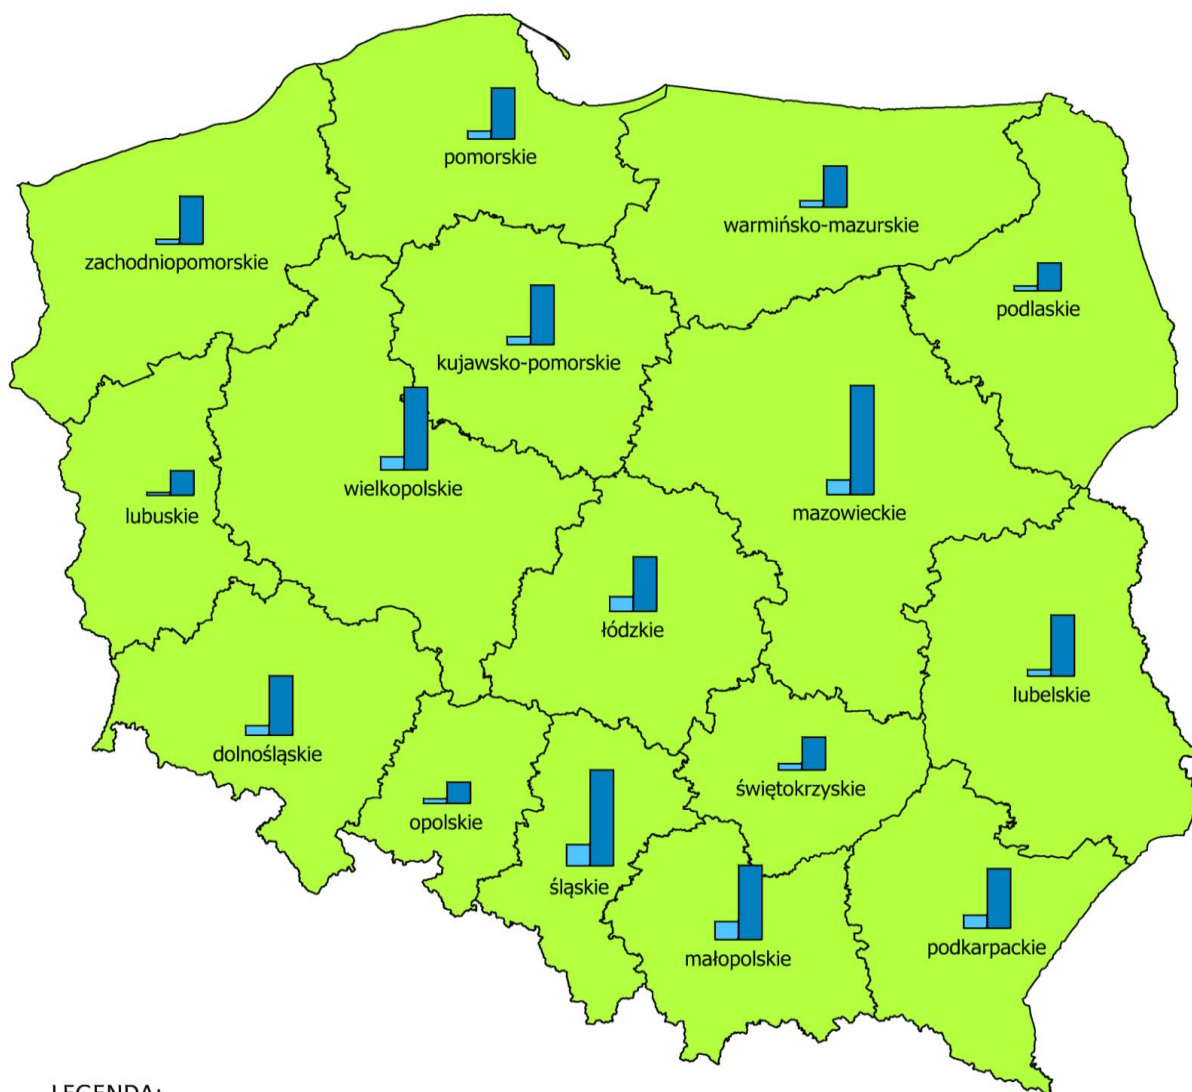 pomorskie
warmińsko-mazurskie
zachodniopomorskie
podlaskie
kujawsko-pomorskie
wielkopolskie
mazowieckie
lubuskie
łódzkie
lubelskie
dolnośląskie
świętokrzyskie
opolskie
śląskie
podkarpackie
małopolskie
LEGENDA: